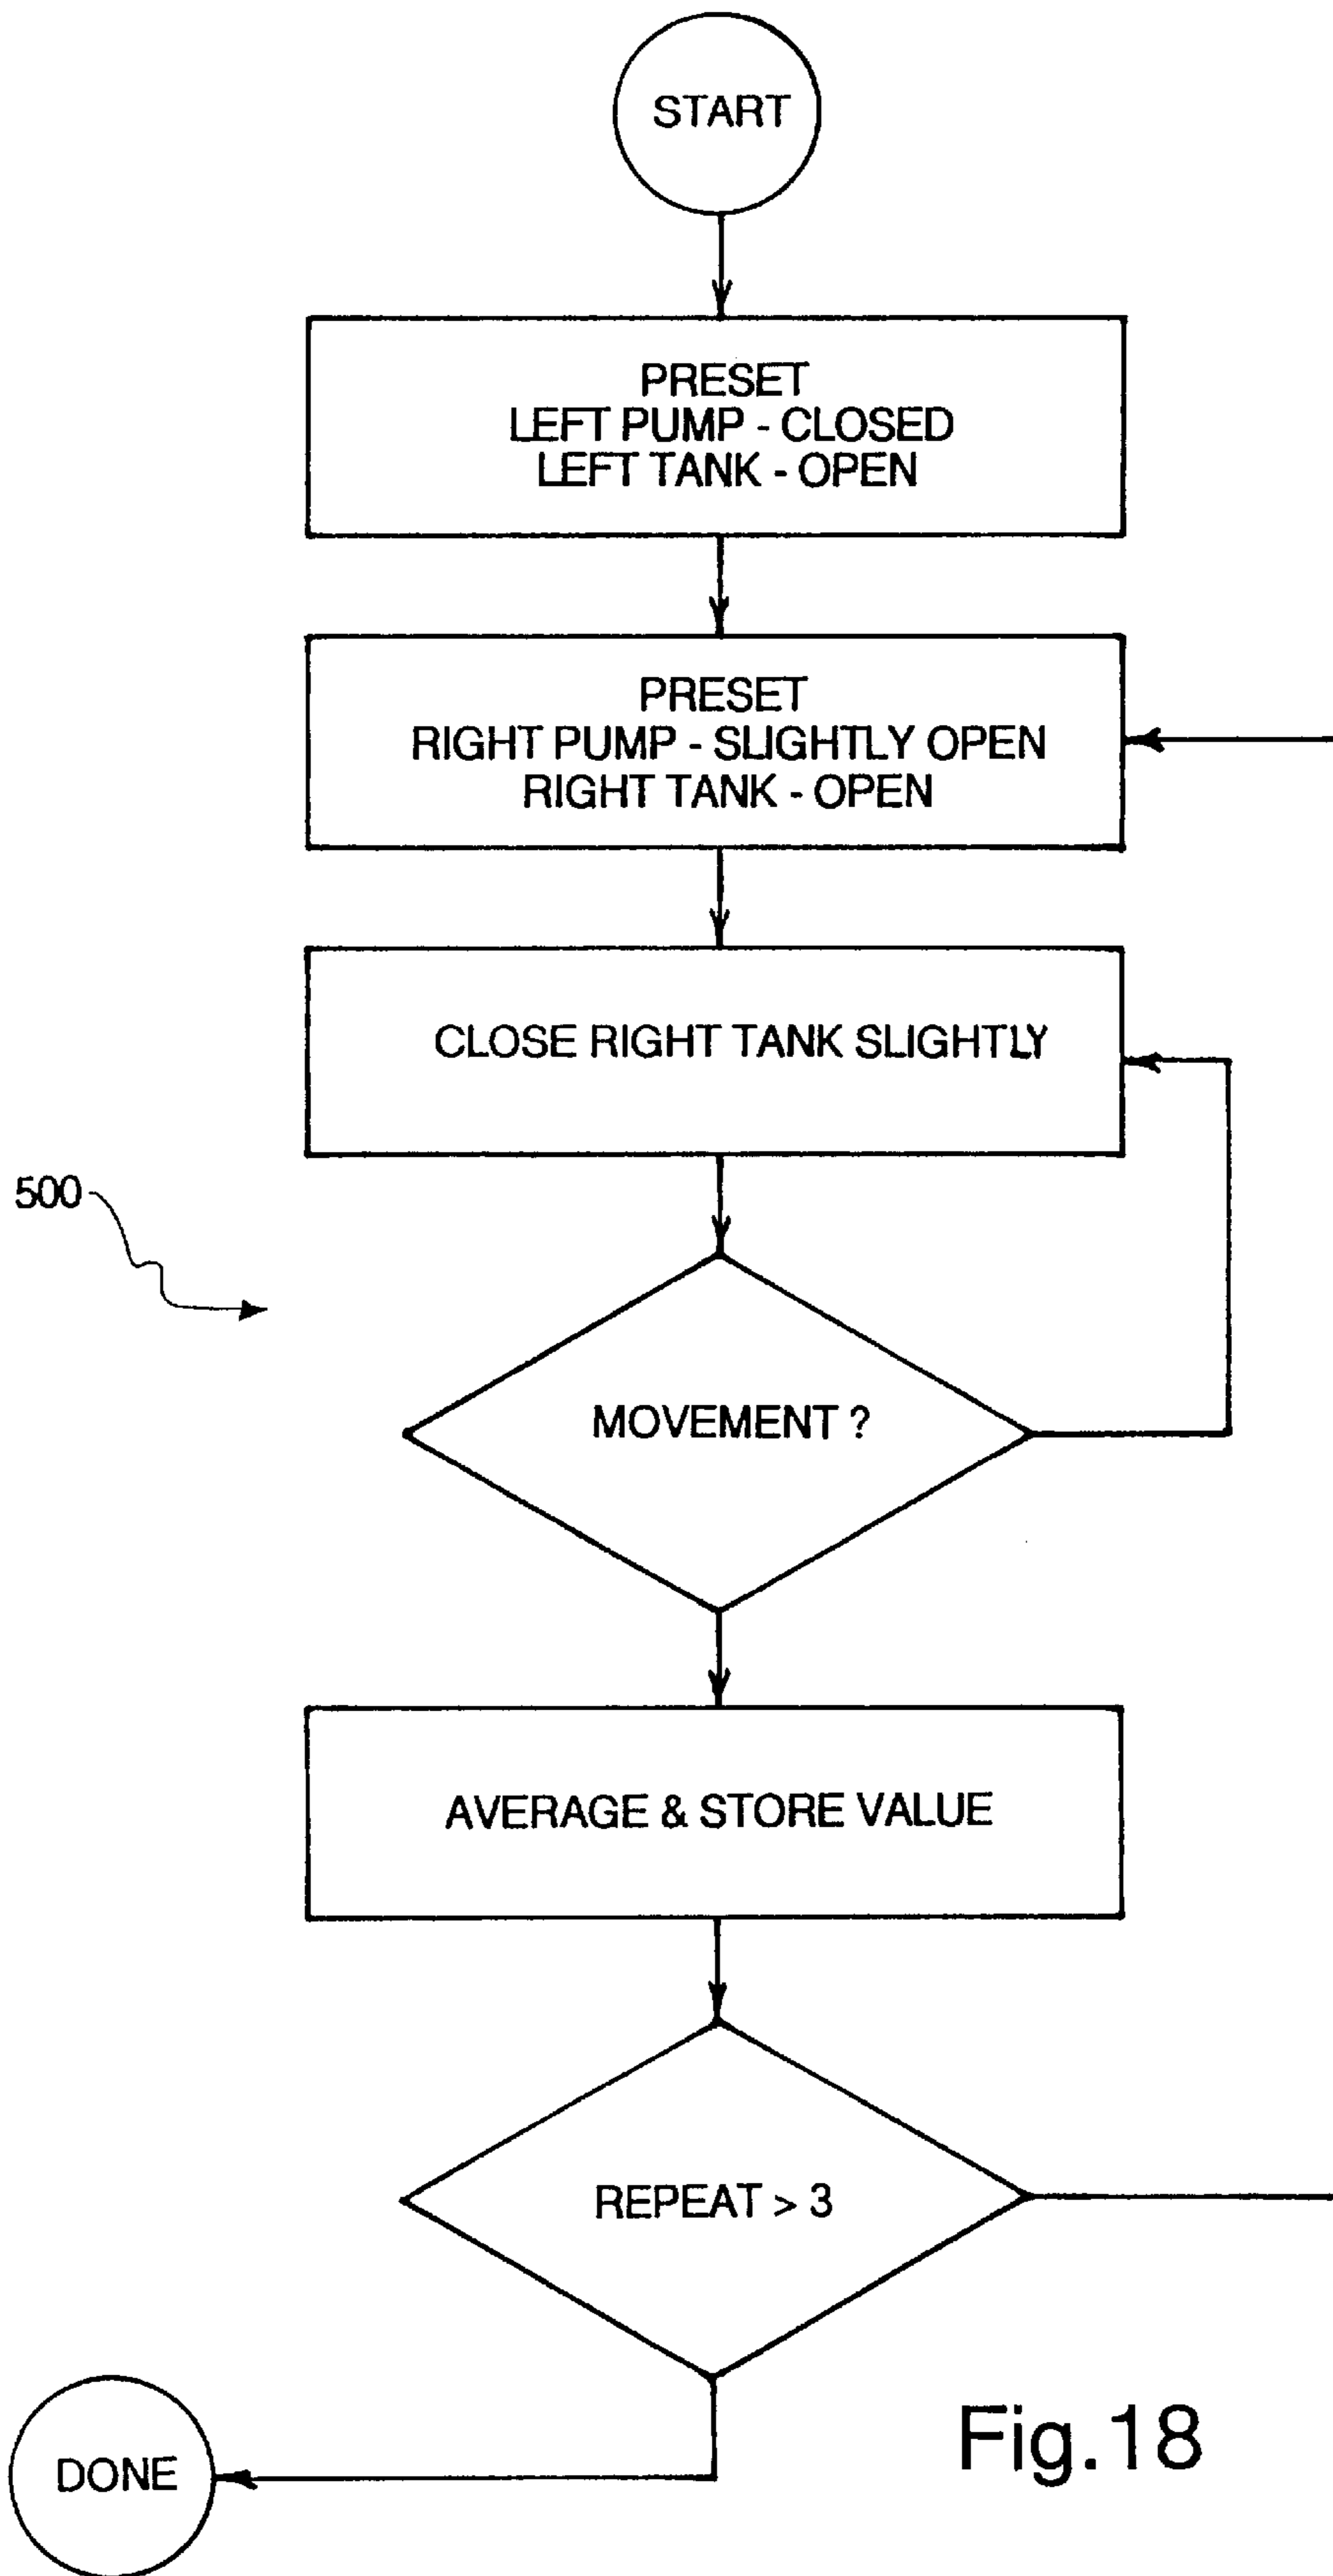 START
PRESET
LEFT PUMP - CLOSED
LEFT TANK - OPEN
PRESET
RIGHT PUMP - SLIGHTLY OPEN
RIGHT TANK - OPEN
CLOSE RIGHT TANK SLIGHTLY
500
MOVEMENT ?
AVERAGE & STORE VALUE
REPEAT > 3
DONE
Fig.18